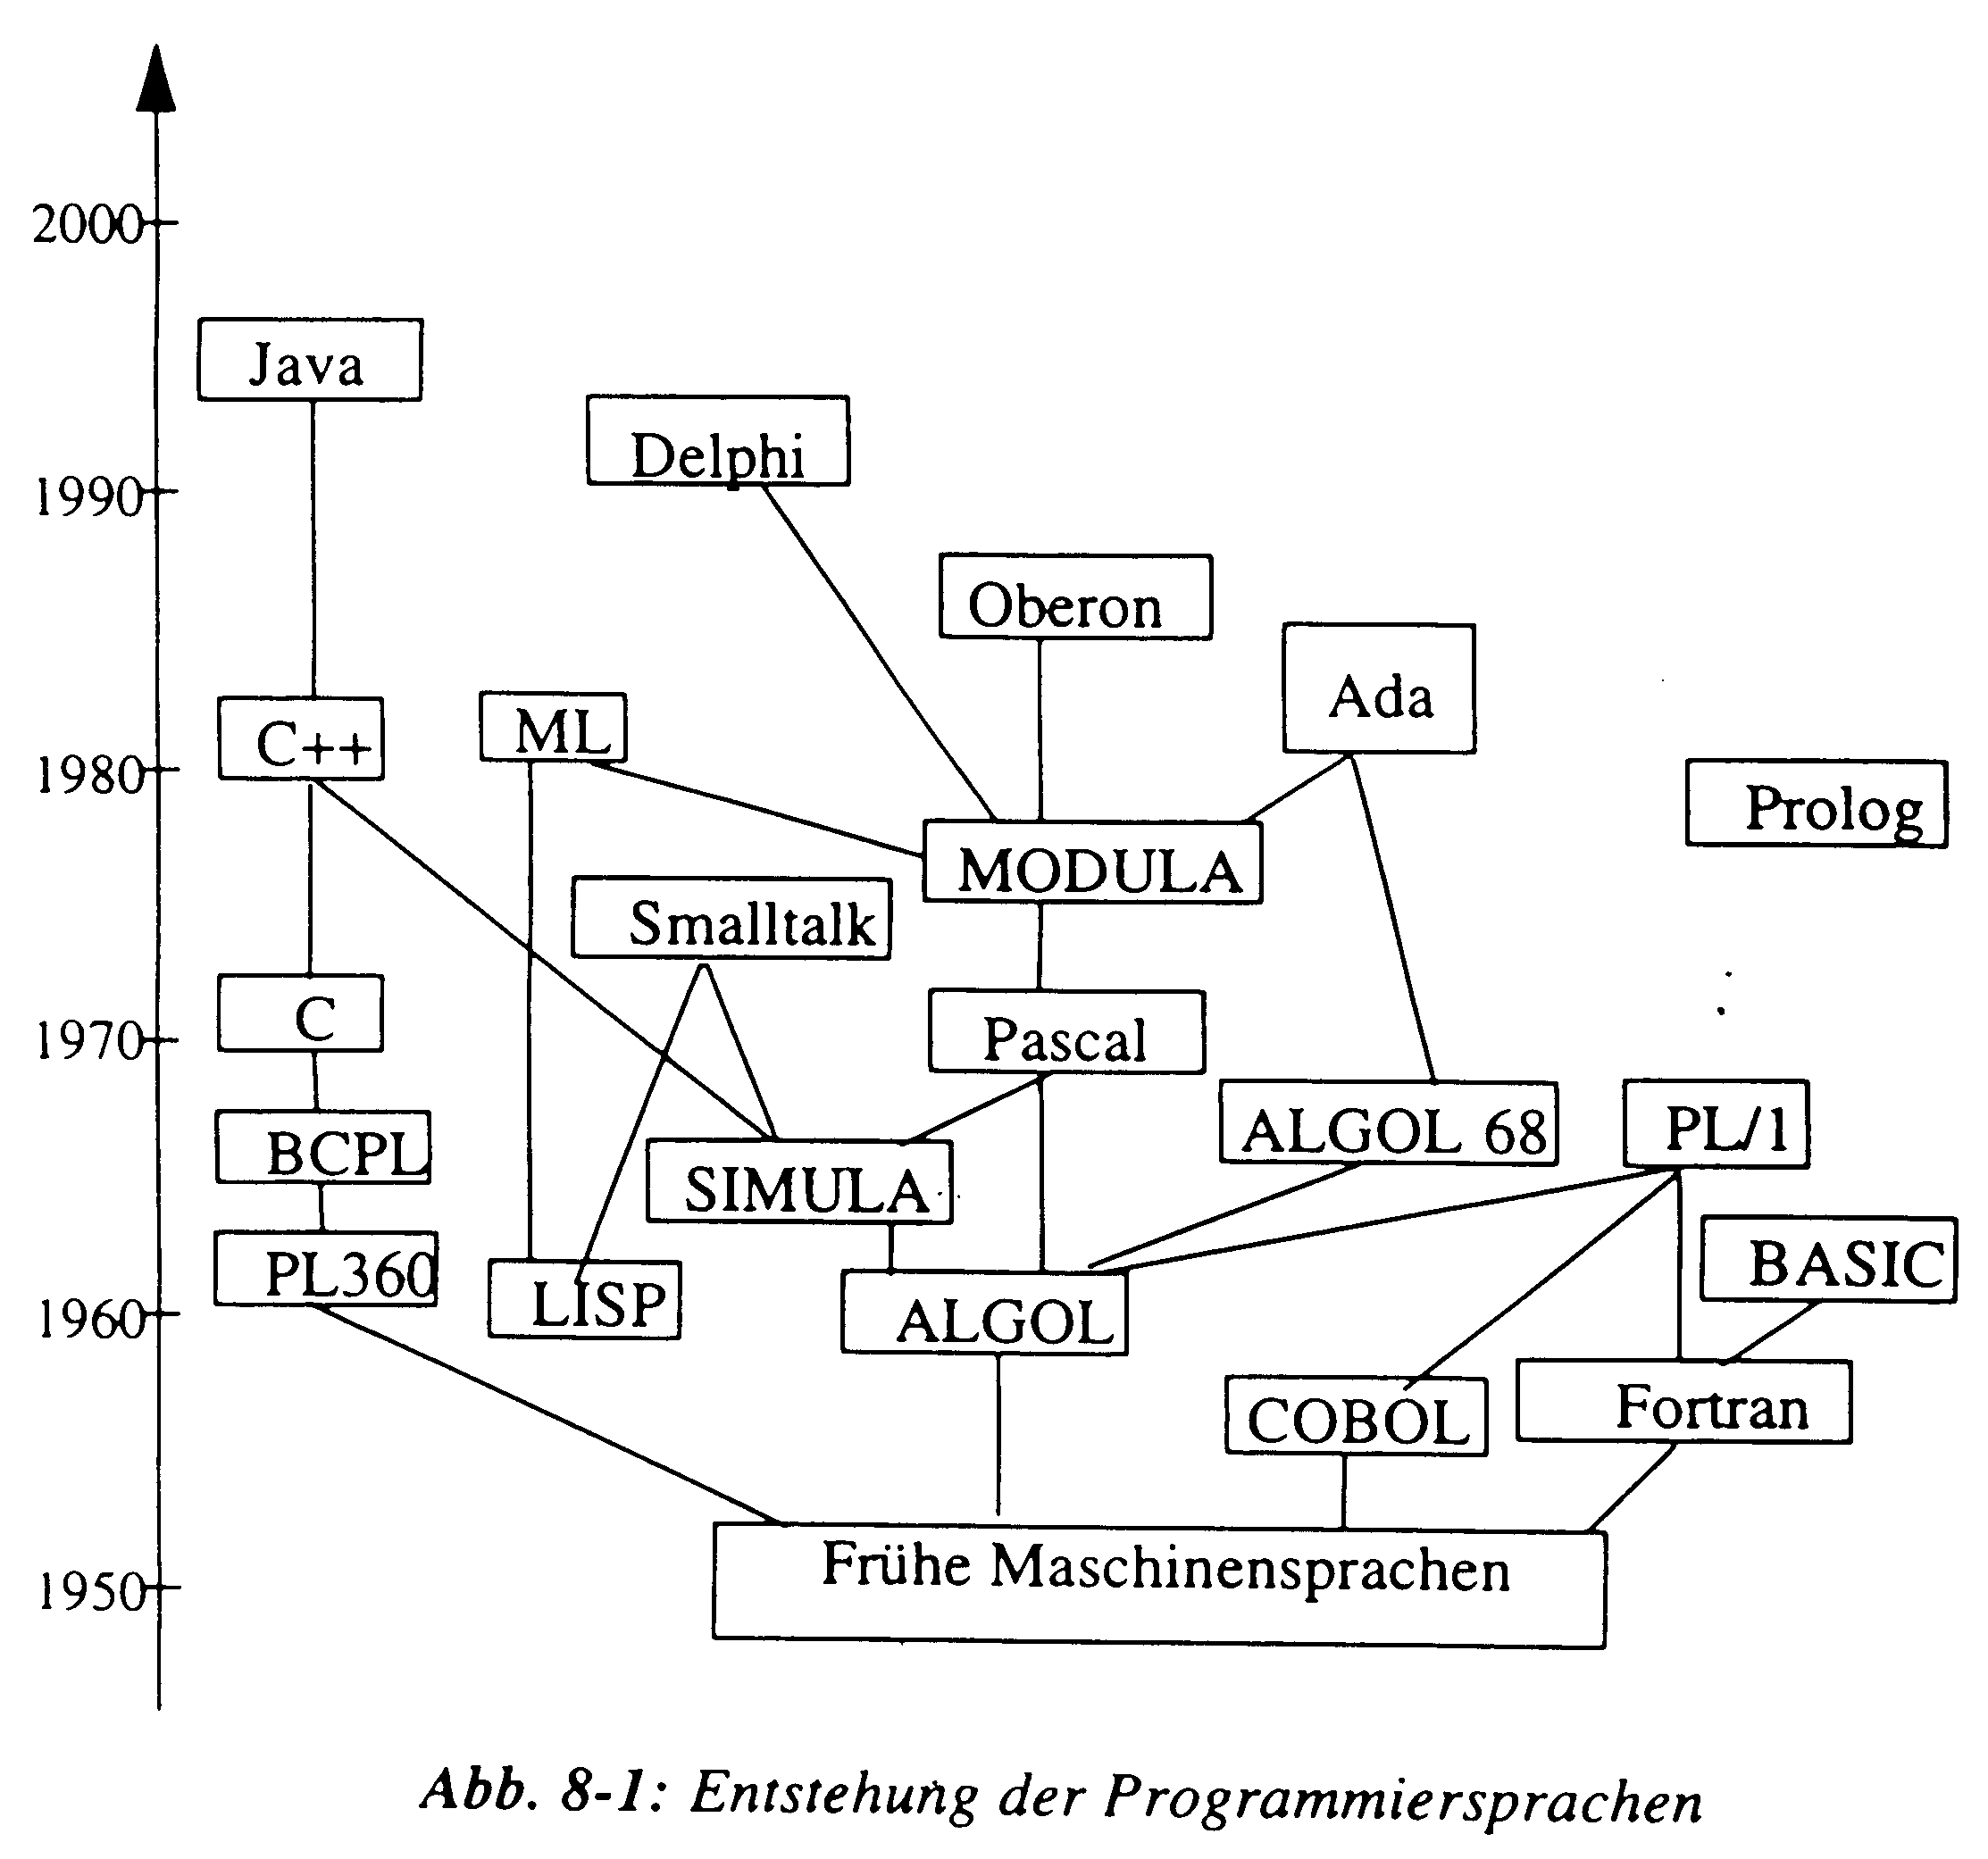 2000
Java
Delphi
1990
Oberon
Ada
ML
C++
1980
Prolog
MODULA
Smalltalk
C
1970
Pascal
ALGOL 68
PL/1
BCPL
SIMULA
PL360
BASIC
LISP
1960
ALGOL
COBOL
Fortran
Frühe Maschinensprachen
1950
Abb. 8-1: Entstehung der Programmiersprachen